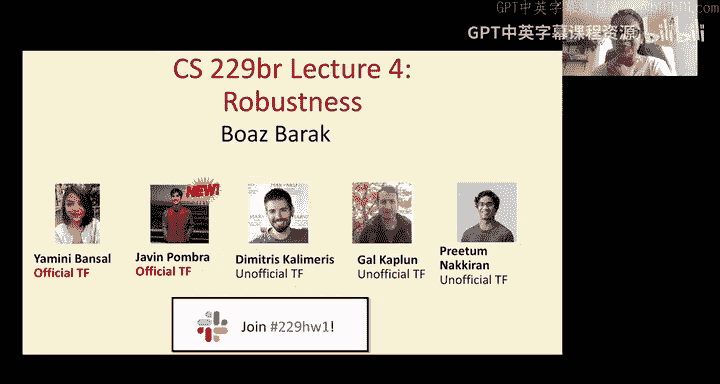 GPT中英字幕课程资源
CS 229br Lecture 4:
Robustness
Boaz Barak
NEW!
Yamini Bansal
Official TF
Javin Pombra
Official TF
Dimitris Kalimeris
Unofficial TF
Gal Kaplun
Unofficial TF
Preetum
Nakkiran
Unofficial TF
Join #229hw1!